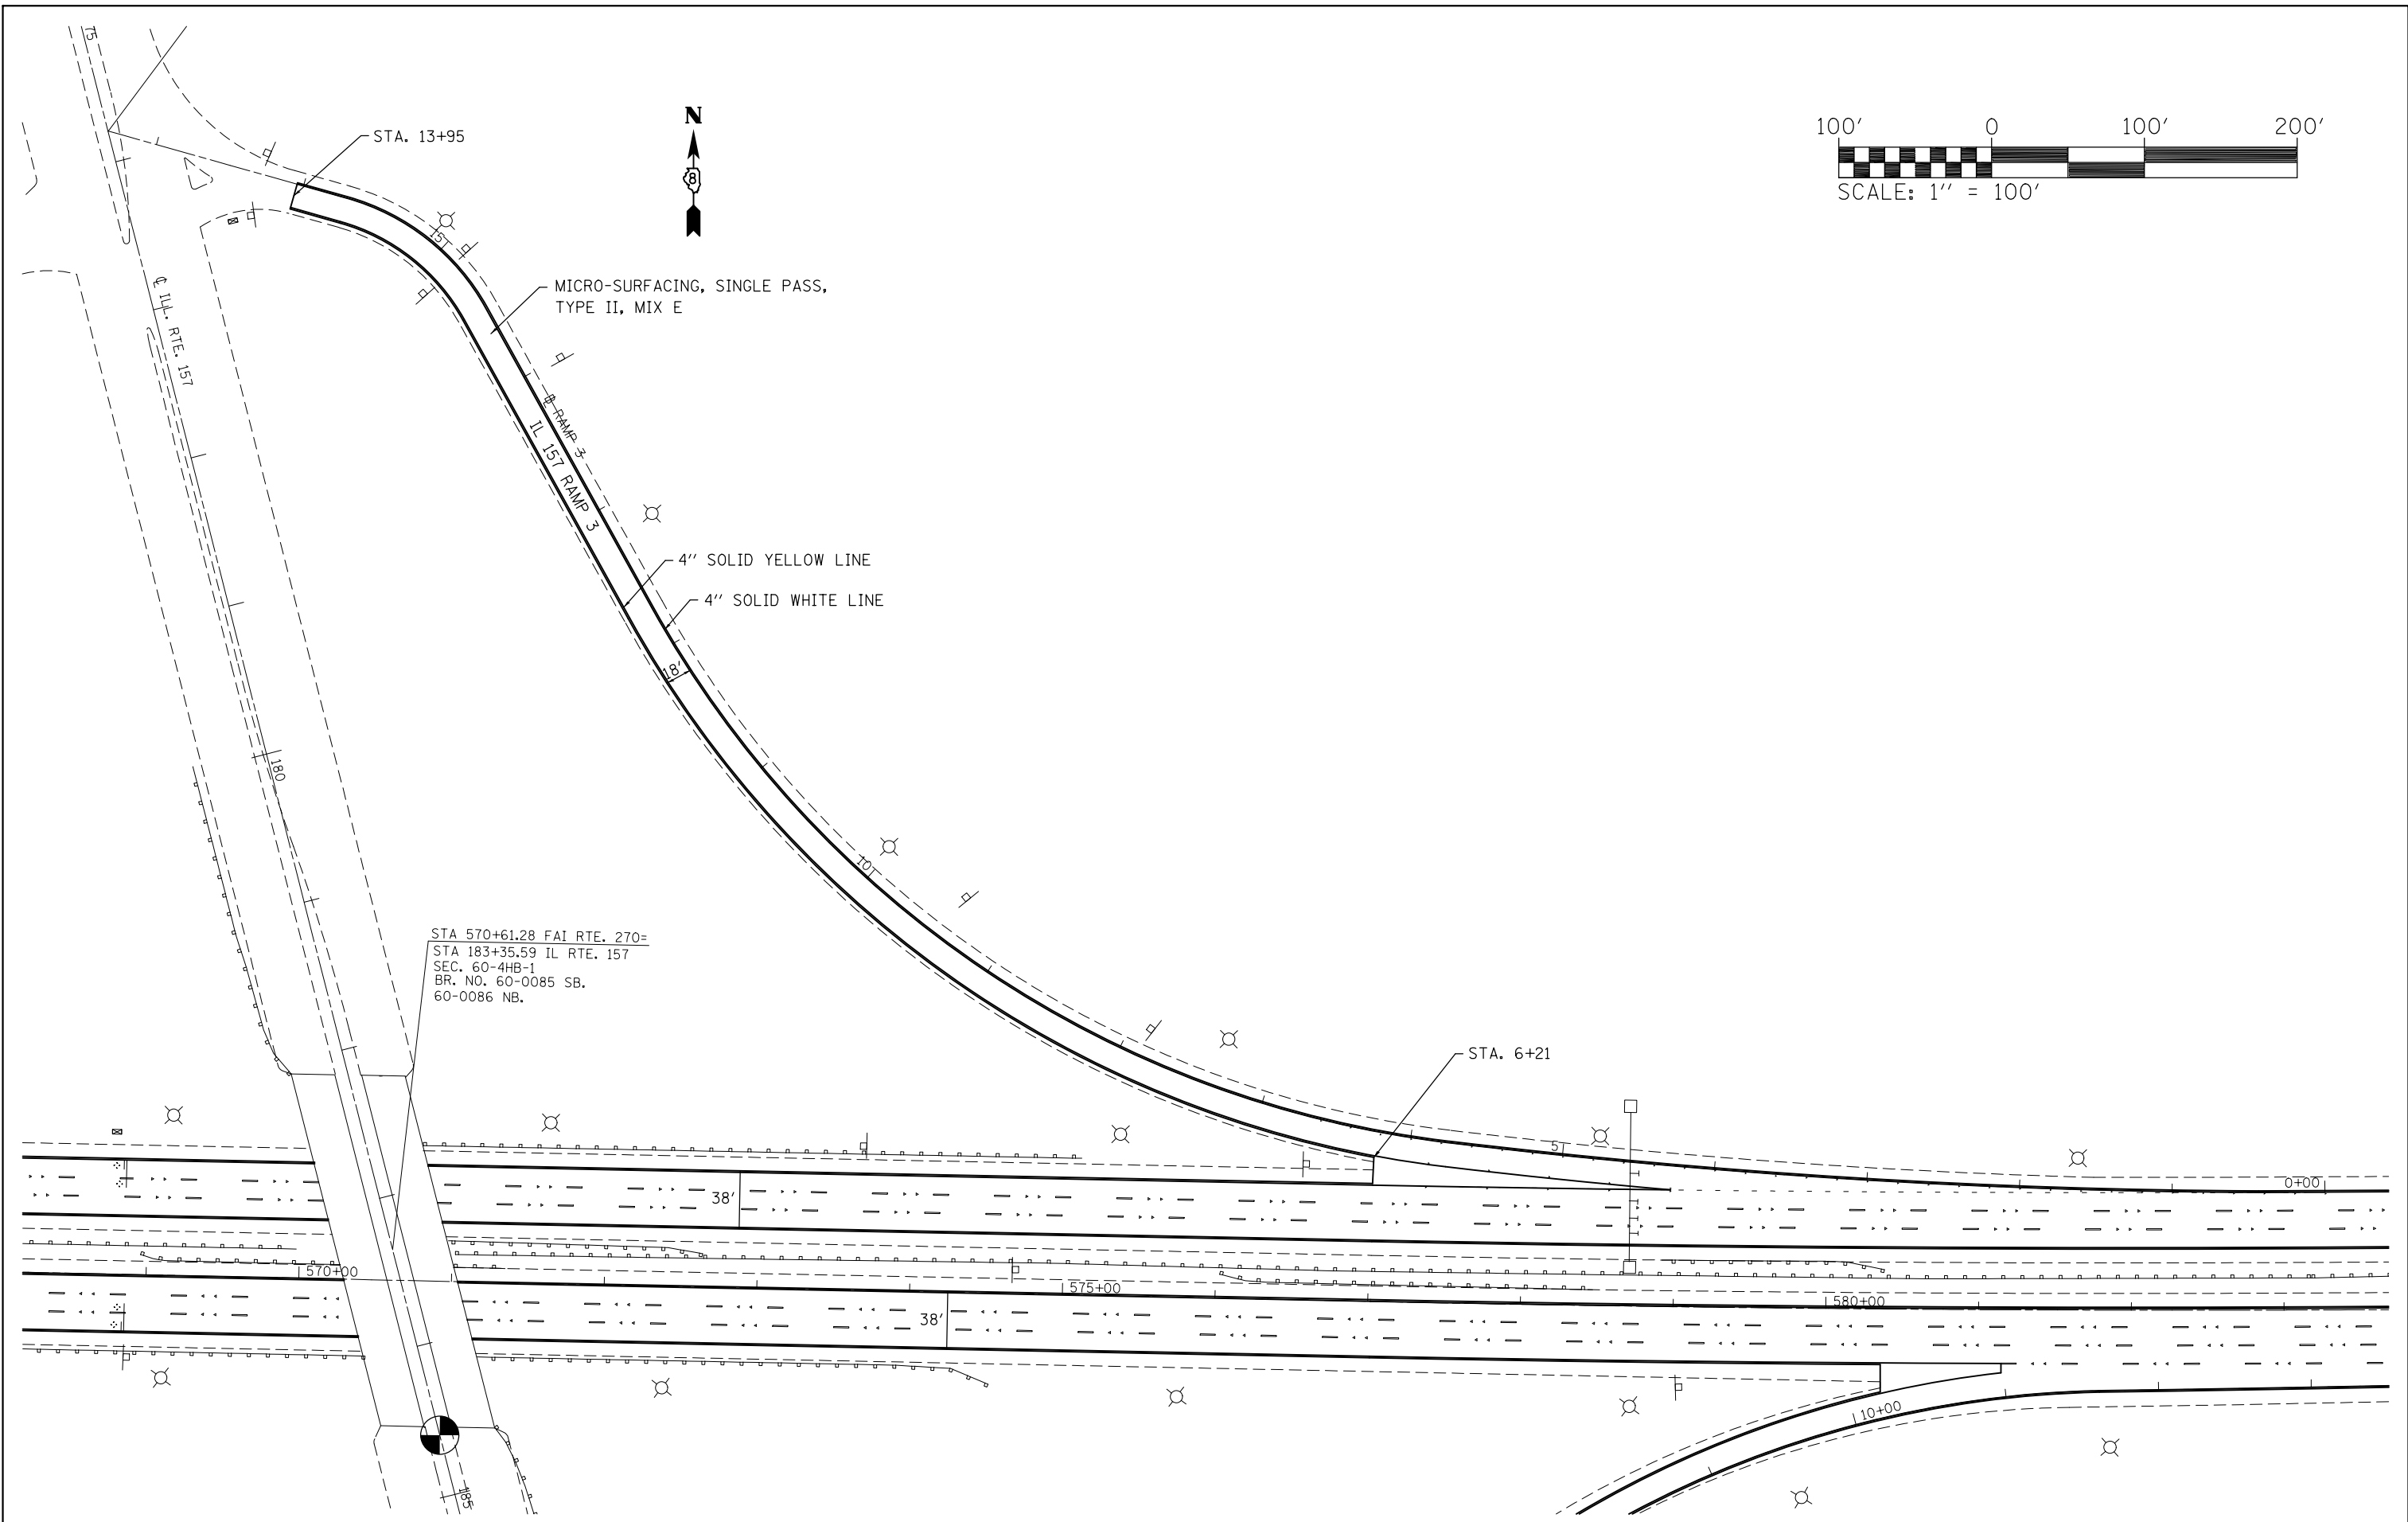 75
STA. 13+95
N
8
100' 0 100' 200'
SCALE: 1" = 100'
15
MICRO-SURFACING, SINGLE PASS,
TYPE II, MIX E
℄ ILL. RTE. 157
℄ RAMP 3
IL 157 RAMP 3
4" SOLID YELLOW LINE
4" SOLID WHITE LINE
18'
180
10
STA 570+61.28 FAI RTE. 270=
STA 183+35.59 IL RTE. 157
SEC. 60-4HB-1
BR. NO. 60-0085 SB.
60-0086 NB.
STA. 6+21
5
0+00
38'
570+00
575+00
580+00
38'
10+00
185